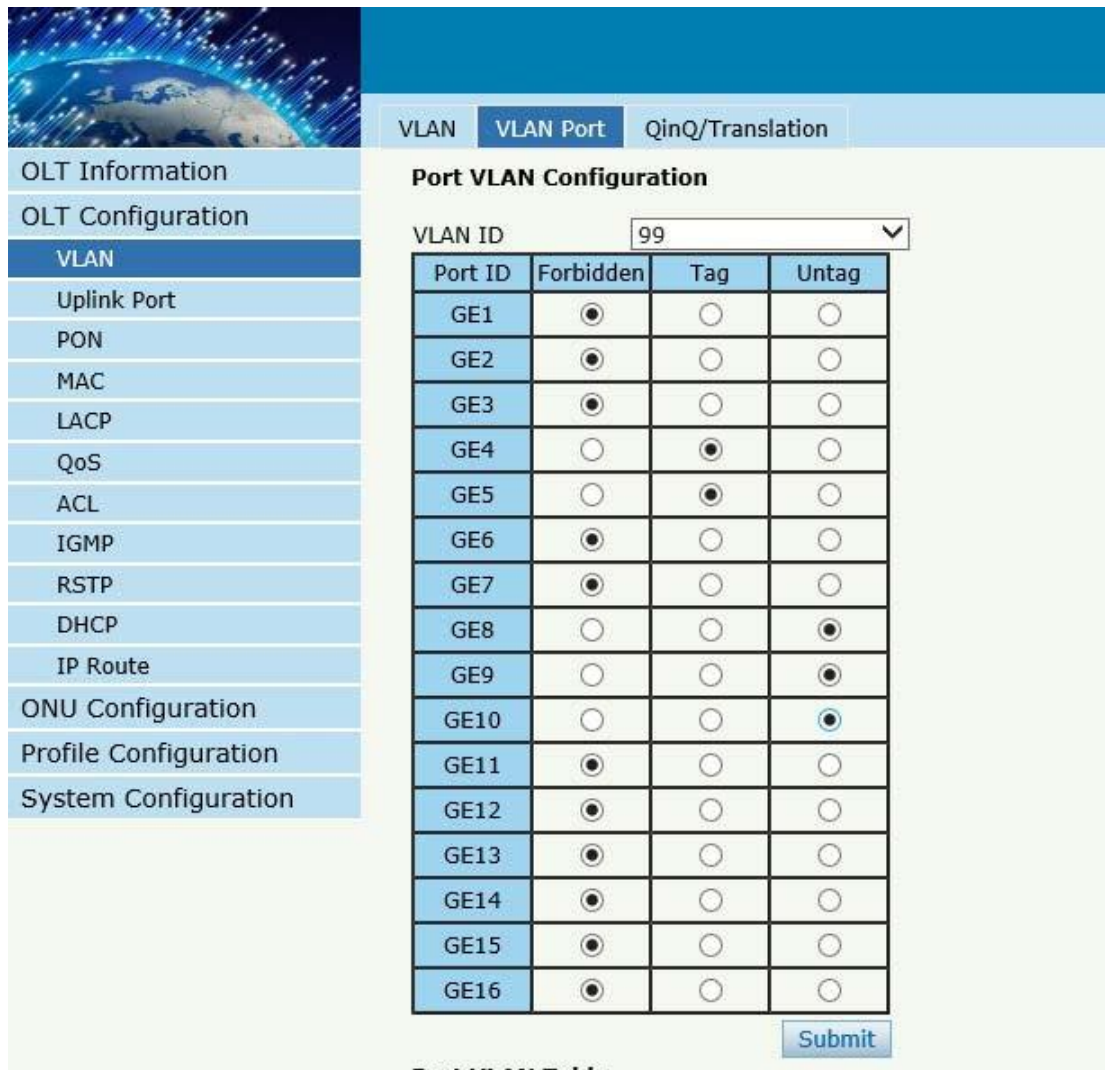 VLAN VLAN Port QinQ/Translation
OLT Information
OLT Configuration
VLAN
Uplink Port
PON
MAC
LACP
QoS
ACL
IGMP
RSTP
DHCP
IP Route
ONU Configuration
Profile Configuration
System Configuration
Port VLAN Configuration
VLAN ID 99
Port ID Forbidden Tag Untag
GE1
GE2
GE3
GE4
GE5
GE6
GE7
GE8
GE9
GE10
GE11
GE12
GE13
GE14
GE15
GE16
Submit